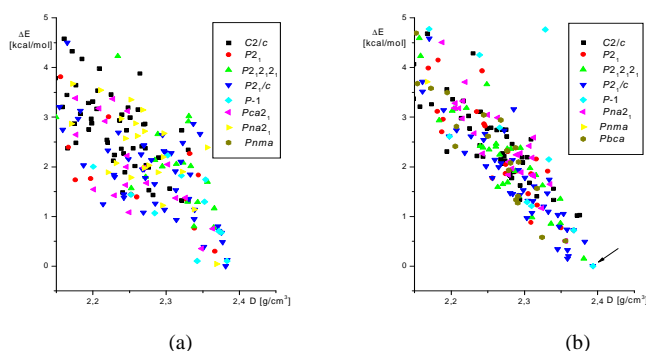 ΔE
[kcal/mol]
5
4
3
2
1
0
2,2
2,3
2,4
D [g/cm³]
C2/c
P2₁
P2₁2₁2₁
P2₁/c
P-1
Pca2₁
Pna2₁
Pnma
(a)
ΔE
[kcal/mol]
5
4
3
2
1
0
2,2
2,3
2,4
D [g/cm³]
C2/c
P2₁
P2₁2₁2₁
P2₁/c
P-1
Pna2₁
Pnma
Pbca
(b)